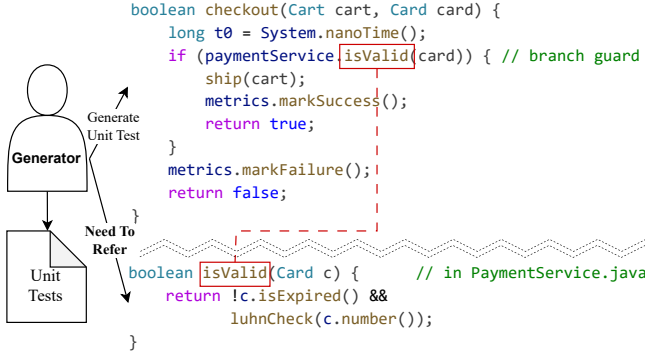 boolean checkout(Cart cart, Card card) {
long t0 = System.nanoTime();
if (paymentService.isValid(card)) { // branch guard
ship(cart);
metrics.markSuccess();
return true;
}
metrics.markFailure();
return false;
}
Generate
Unit Test
Generator
Need To
Refer
Unit
Tests
boolean isValid(Card c) { // in PaymentService.java
return !c.isExpired() &&
luhnCheck(c.number());
}